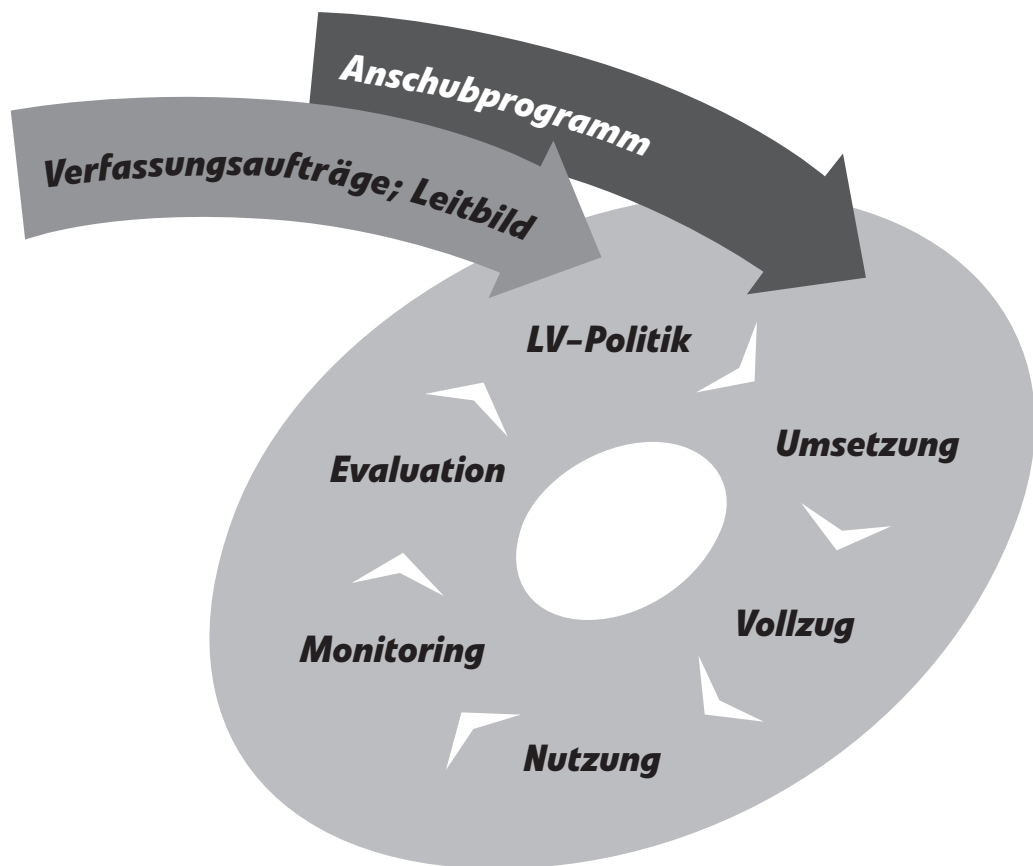 Anschubprogramm
Verfassungsaufträge; Leitbild
LV–Politik
Umsetzung
Evaluation
Vollzug
Monitoring
Nutzung